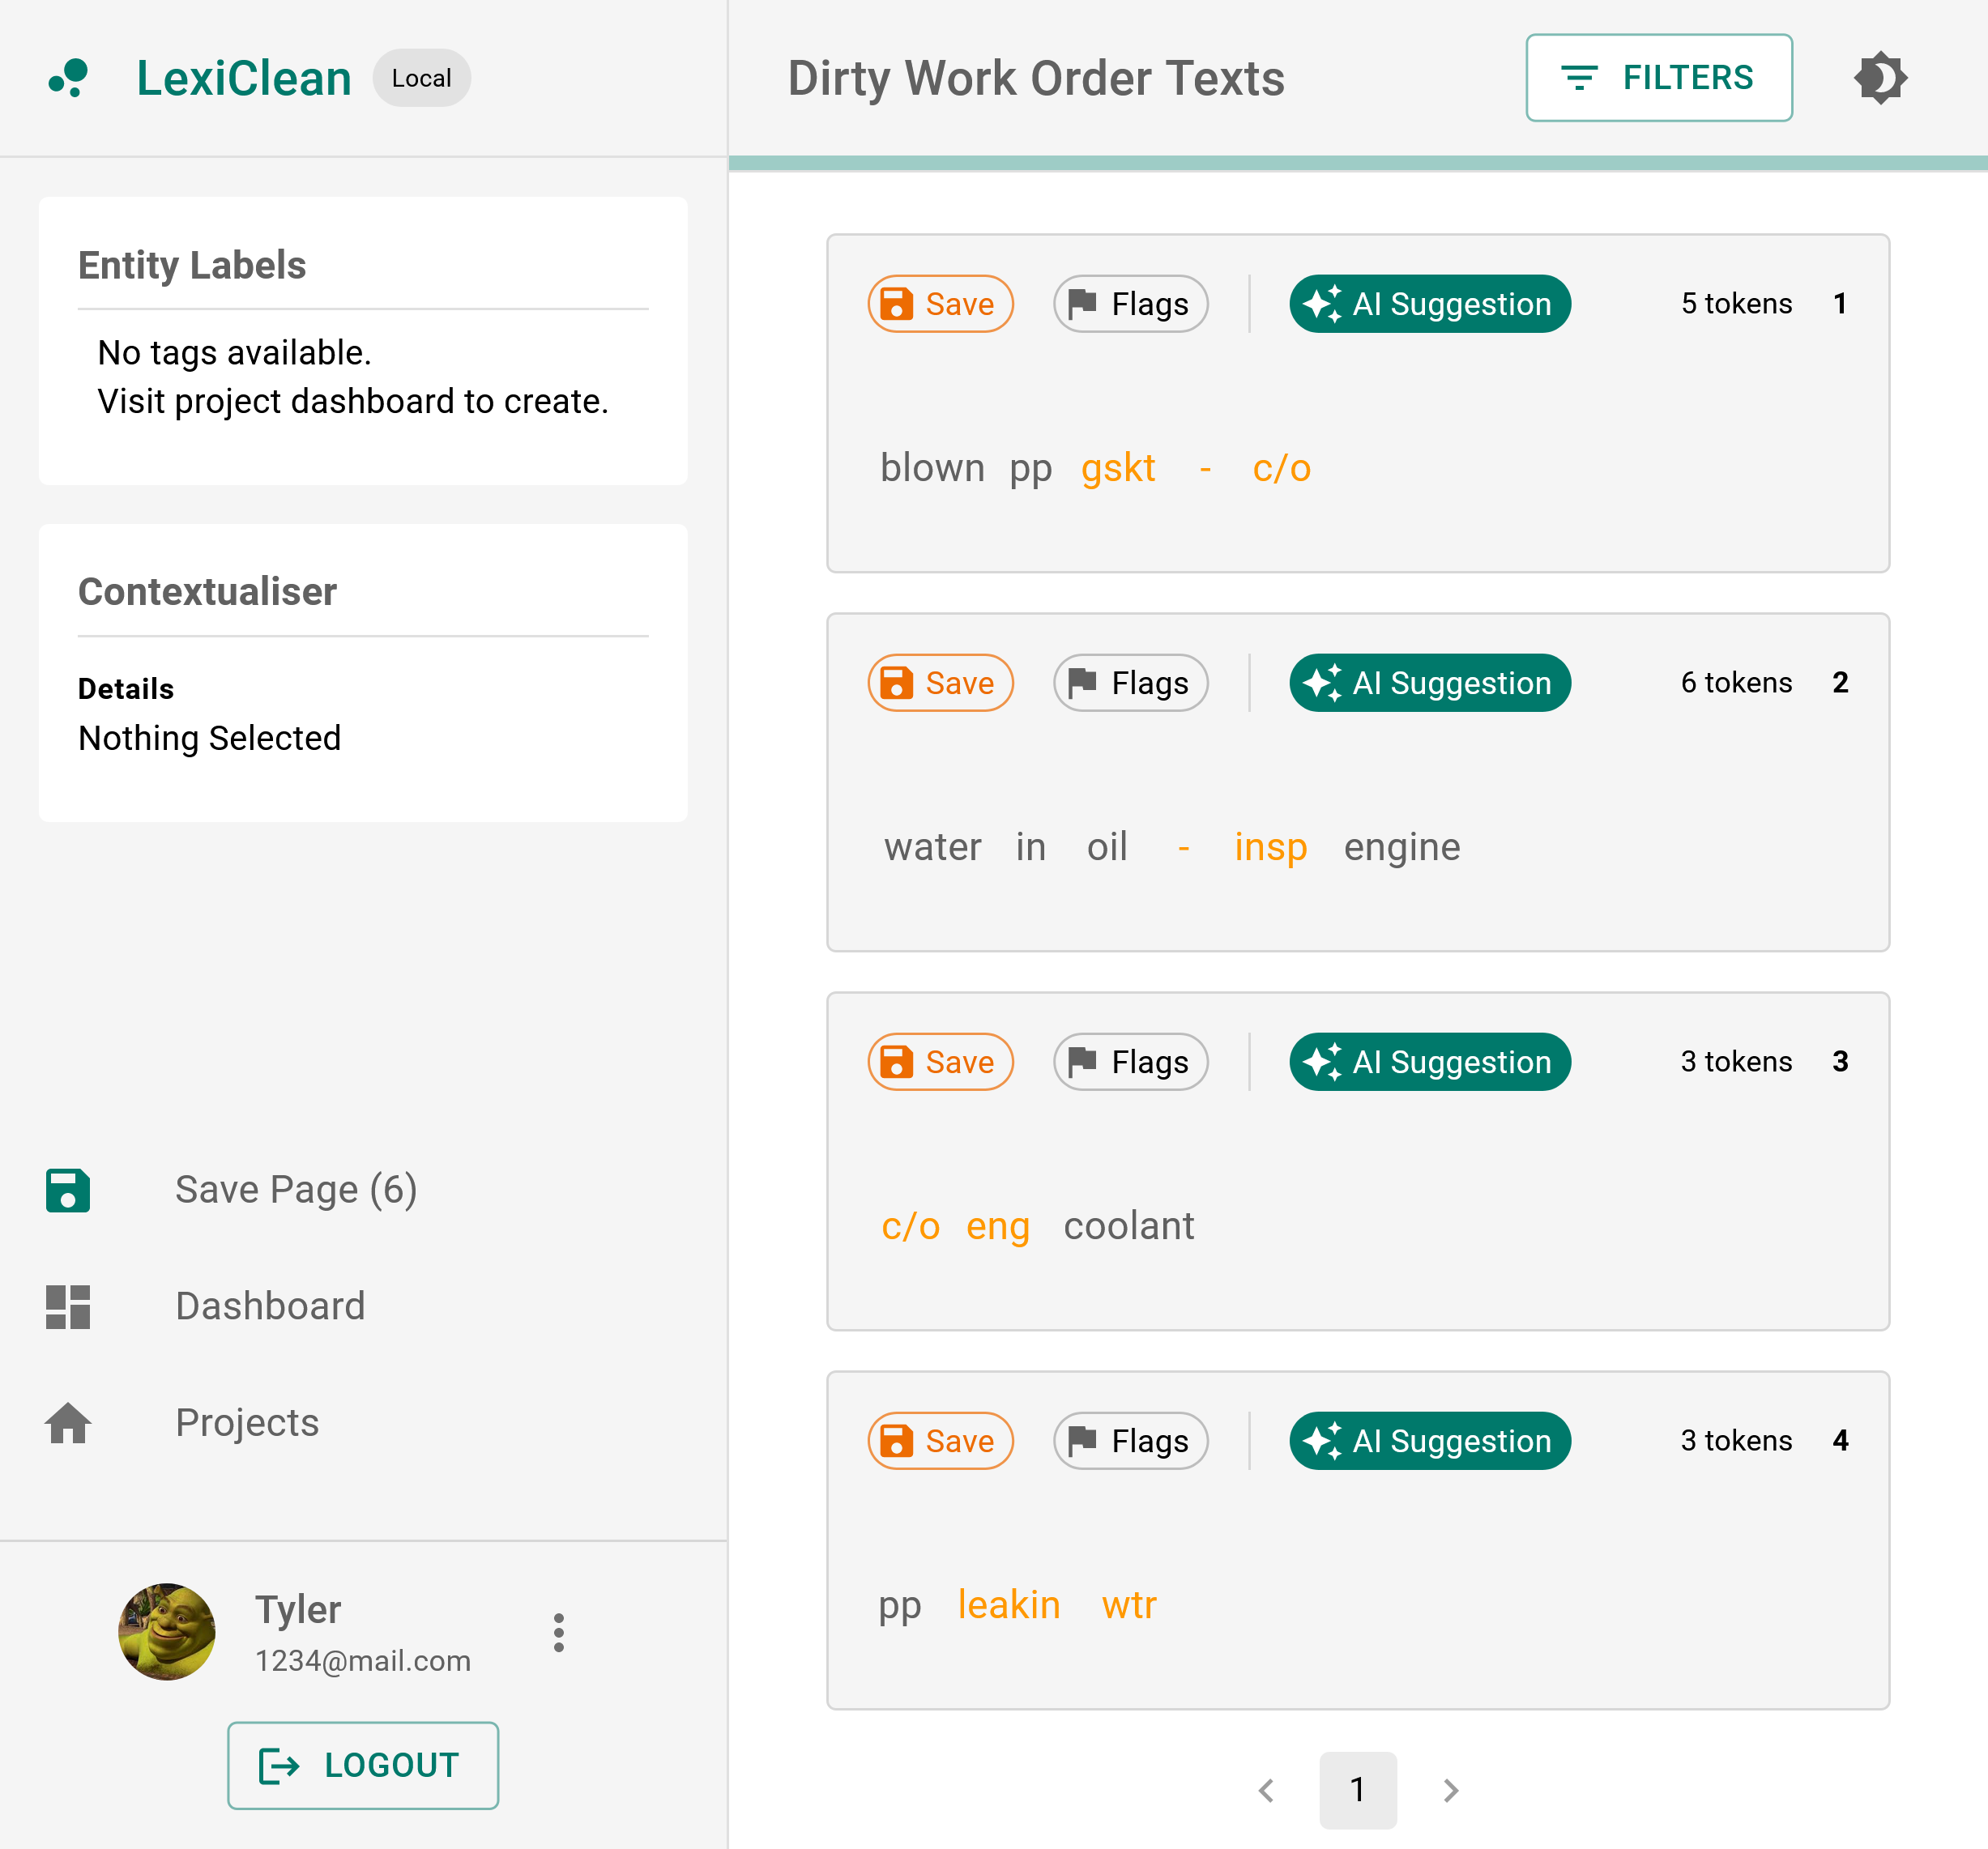 LexiClean Local
Entity Labels
No tags available.
Visit project dashboard to create.
Contextualiser
Details
Nothing Selected
Save Page (6)
Dashboard
Projects
Tyler
1234@mail.com
LOGOUT
Dirty Work Order Texts FILTERS
Save Flags AI Suggestion 5 tokens 1
blown pp gskt - c/o
Save Flags AI Suggestion 6 tokens 2
water in oil - insp engine
Save Flags AI Suggestion 3 tokens 3
c/o eng coolant
Save Flags AI Suggestion 3 tokens 4
pp leakin wtr
1